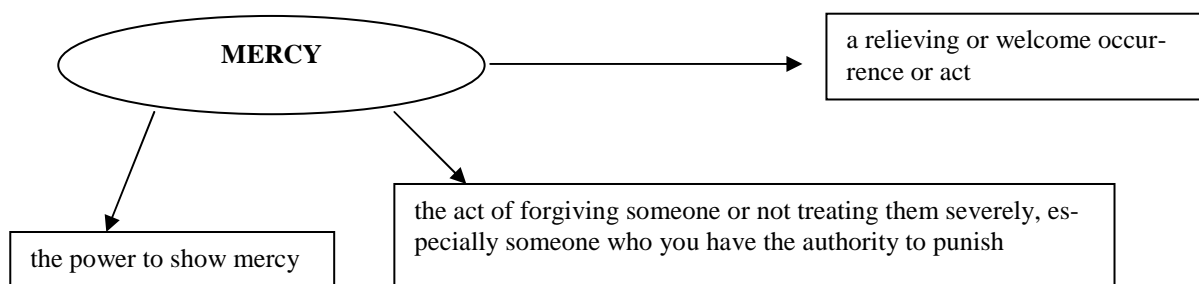 MERCY
a relieving or welcome occur-
rence or act
the act of forgiving someone or not treating them severely, es-
pecially someone who you have the authority to punish
the power to show mercy